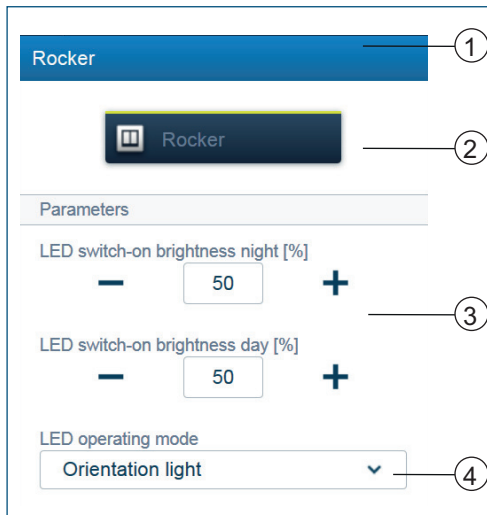 Rocker
1
Rocker
2
Parameters
LED switch-on brightness night [%]
50
3
LED switch-on brightness day [%]
50
LED operating mode
Orientation light
4